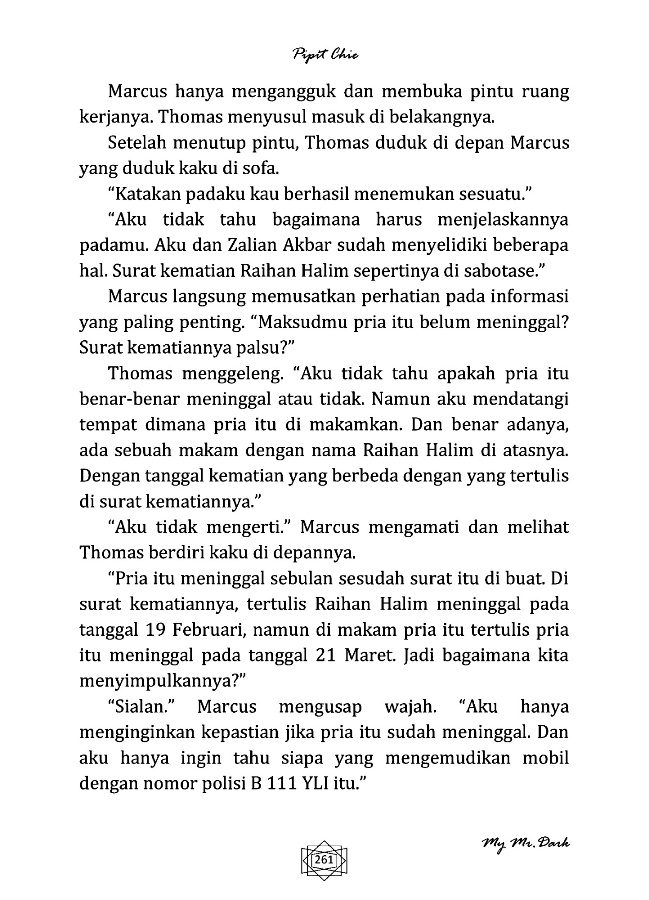 Pipit Chie
Marcus hanya mengangguk dan membuka pintu ruang
kerjanya. Thomas menyusul masuk di belakangnya.
Setelah menutup pintu, Thomas duduk di depan Marcus
yang duduk kaku di sofa.
“Katakan padaku kau berhasil menemukan sesuatu.”
“Aku tidak tahu bagaimana harus menjelaskannya
padamu. Aku dan Zalian Akbar sudah menyelidiki beberapa
hal. Surat kematian Raihan Halim sepertinya di sabotase.”
Marcus langsung memusatkan perhatian pada informasi
yang paling penting. “Maksudmu pria itu belum meninggal?
Surat kematiannya palsu?”
Thomas menggeleng. “Aku tidak tahu apakah pria itu
benar-benar meninggal atau tidak. Namun aku mendatangi
tempat dimana pria itu di makamkan. Dan benar adanya,
ada sebuah makam dengan nama Raihan Halim di atasnya.
Dengan tanggal kematian yang berbeda dengan yang tertulis
di surat kematiannya.”
“Aku tidak mengerti.” Marcus mengamati dan melihat
Thomas berdiri kaku di depannya.
“Pria itu meninggal sebulan sesudah surat itu di buat. Di
surat kematiannya, tertulis Raihan Halim meninggal pada
tanggal 19 Februari, namun di makam pria itu tertulis pria
itu meninggal pada tanggal 21 Maret. Jadi bagaimana kita
menyimpulkannya?”
“Sialan.” Marcus mengusap wajah. “Aku hanya
menginginkan kepastian jika pria itu sudah meninggal. Dan
aku hanya ingin tahu siapa yang mengemudikan mobil
dengan nomor polisi B 111 YLI itu.”
My Mr. Dark
261